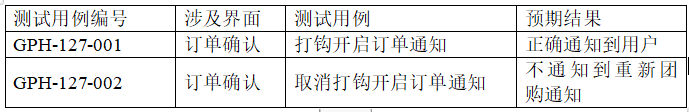 测试用例编号 涉及界面 测试用例 预期结果
GPH-127-001 订单确认 打钩开启订单通知 正确通知到用户
GPH-127-002 订单确认 取消打钩开启订单通知 不通知到重新团
购通知